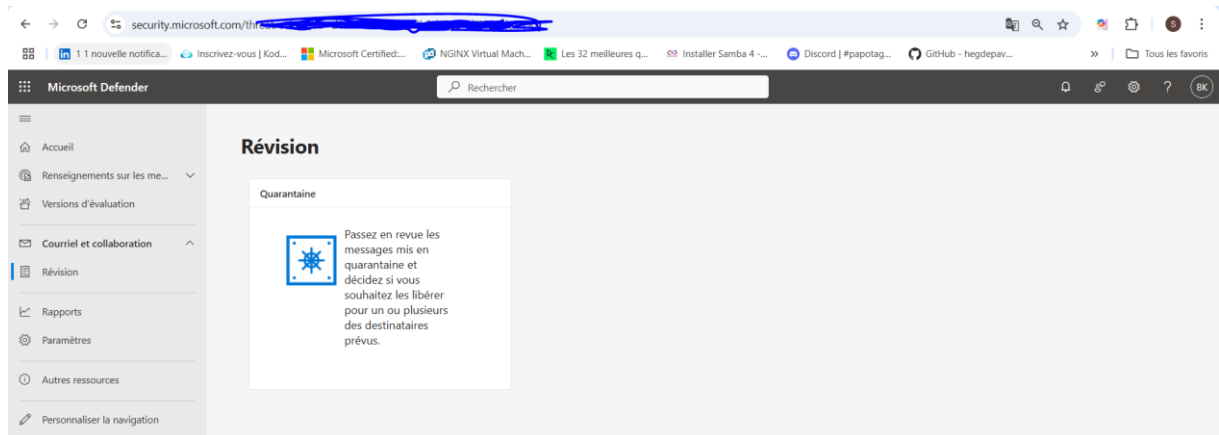 security.microsoft.com/thr
1 1 nouvelle notifica...
Inscrivez-vous | Kod...
Microsoft Certified:...
NGINX Virtual Mach...
Les 32 meilleures q...
Installer Samba 4 -...
Discord | #papotag...
GitHub - hegdepav...
»
Tous les favoris
Microsoft Defender
Rechercher
BK
Accueil
Renseignements sur les me...
Versions d'évaluation
Courriel et collaboration
Révision
Rapports
Paramètres
Autres ressources
Personnaliser la navigation
Révision
Quarantaine
Passez en revue les
messages mis en
quarantaine et
décidez si vous
souhaitez les libérer
pour un ou plusieurs
des destinataires
prévus.